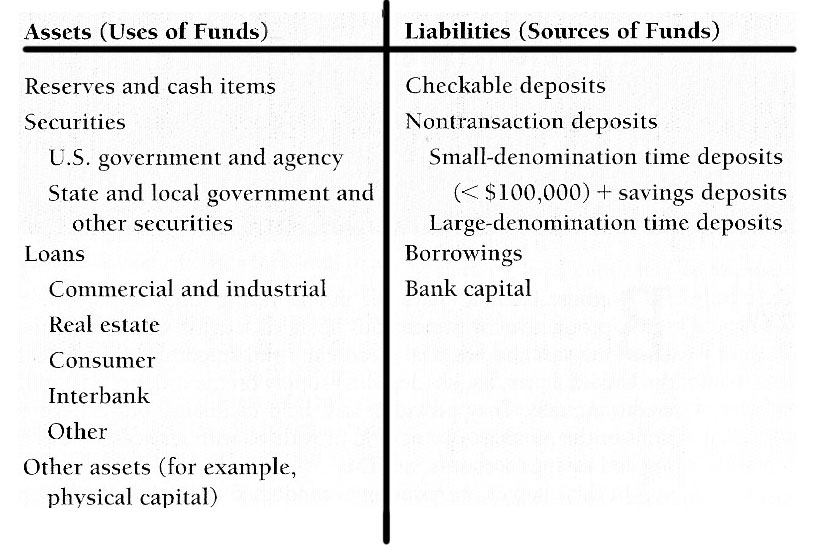 Assets (Uses of Funds)
Reserves and cash items
Securities
U.S. government and agency
State and local government and
other securities
Loans
Commercial and industrial
Real estate
Consumer
Interbank
Other
Other assets (for example,
physical capital)
Liabilities (Sources of Funds)
Checkable deposits
Nontransaction deposits
Small-denomination time deposits
(< $100,000) + savings deposits
Large-denomination time deposits
Borrowings
Bank capital